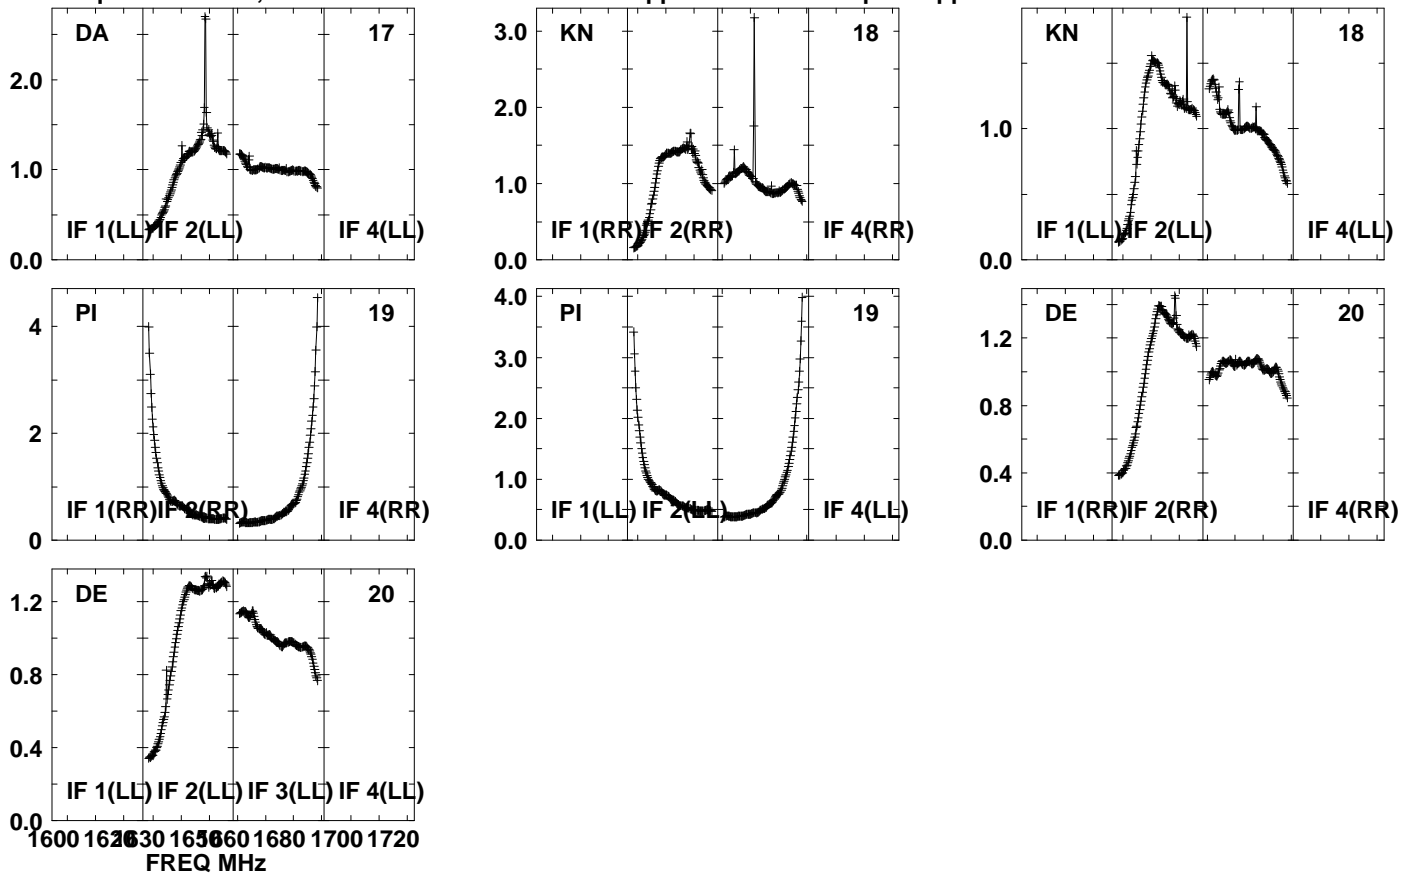 DA 17
2.0
1.0
0.0
IF 1(LL) IF 2(LL) IF 4(LL)
KN 18
3.0
2.0
1.0
0.0
IF 1(RR) IF 2(RR) IF 4(RR)
KN 18
1.0
0.0
IF 1(LL) IF 2(LL) IF 4(LL)
PI 19
4
2
0
IF 1(RR) IF 2(RR) IF 4(RR)
PI 19
4.0
3.0
2.0
1.0
0.0
IF 1(LL) IF 2(LL) IF 4(LL)
DE 20
1.2
0.8
0.4
0.0
IF 1(RR) IF 2(RR) IF 4(RR)
DE 20
1.2
0.8
0.4
0.0
IF 1(LL) IF 2(LL) IF 3(LL) IF 4(LL)
1600 1630 1660 1680 1700 1720
FREQ MHz